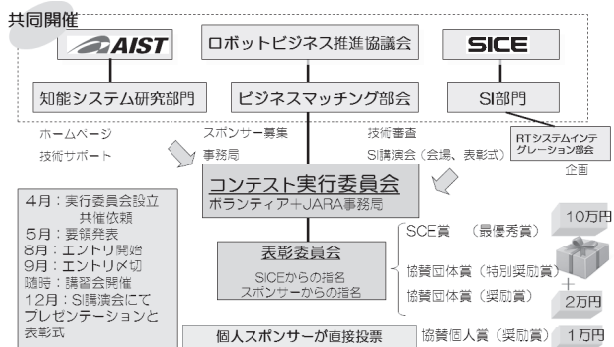 共同開催
AIST
ロボットビジネス推進協議会
SICE
知能システム研究部門
ビジネスマッチング部会
SI部門
ホームページ
技術サポート
スポンサー募集
事務局
技術審査
SI講演会(会場、表彰式)
RTシステムインテ
グレーション部会
企画
コンテスト実行委員会
ボランティア+JARA事務局
4月:実行委員会設立
共催依頼
5月:要領発表
8月:エントリ開始
9月:エントリ〆切
随時:講習会開催
12月:SI講演会にて
プレゼンテーションと
表彰式
表彰委員会
SICEからの指名
スポンサーからの指名
SCE賞 (最優秀賞)
10万円
協賛団体賞(特別奨励賞)
+
協賛団体賞(奨励賞)
2万円
個人スポンサーが直接投票
協賛個人賞(奨励賞)
1万円